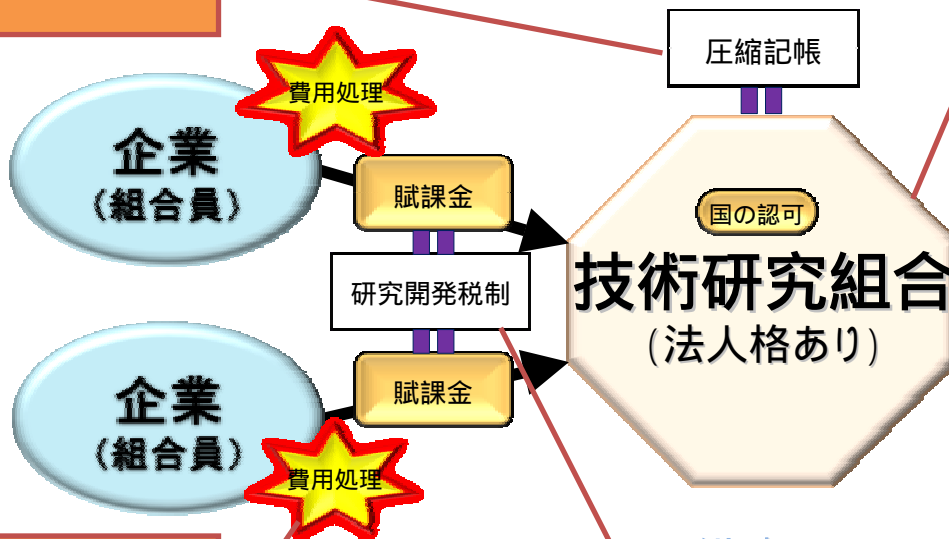 圧縮記帳
費用処理
企業
（組合員）
賦課金
国の認可
技術研究組合
（法人格あり）
研究開発税制
賦課金
企業
（組合員）
費用処理